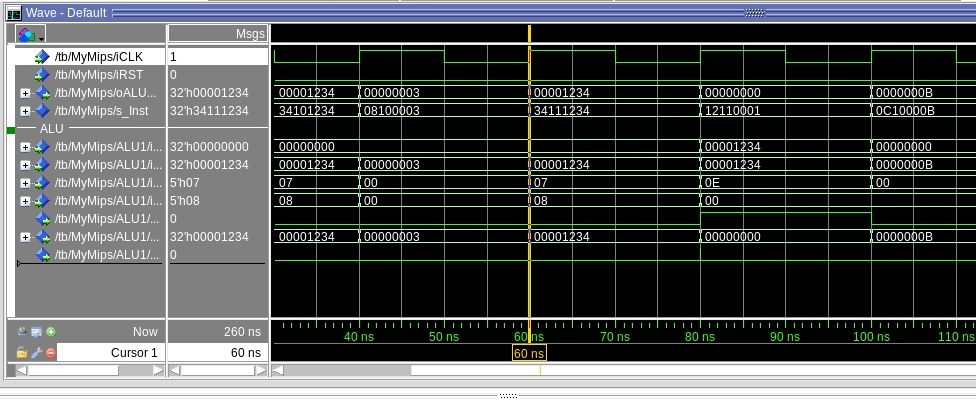 Wave - Default
Msgs
/tb/MyMips/iCLK 1
/tb/MyMips/iRST 0
/tb/MyMips/oALU... 32'h00001234 00001234 00000003 00001234 00000000 0000000B
/tb/MyMips/s_Inst 32'h34111234 34101234 08100003 34111234 12110001 0C10000B
ALU
/tb/MyMips/ALU1/i... 32'h00000000 00000000 00001234 00000000
/tb/MyMips/ALU1/i... 32'h00001234 00001234 00000003 00001234 00001234 0000000B
/tb/MyMips/ALU1/i... 5'h07 07 00 07 0E 00
/tb/MyMips/ALU1/i... 5'h08 08 00 08 00
/tb/MyMips/ALU1/... 0
/tb/MyMips/ALU1/... 32'h00001234 00001234 00000003 00001234 00000000 0000000B
/tb/MyMips/ALU1/... 0
Now 260 ns 40 ns 50 ns 60 ns 70 ns 80 ns 90 ns 100 ns 110 ns
Cursor 1 60 ns 60 ns